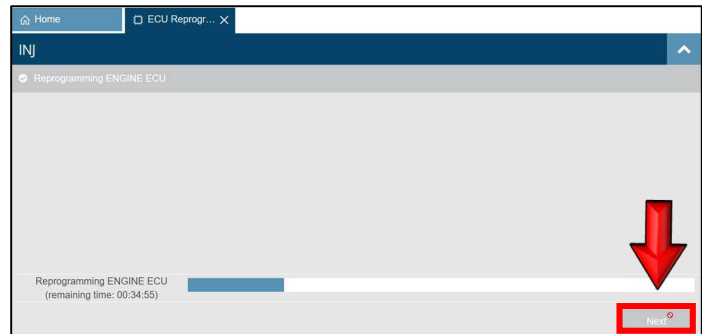 Home
ECU Reprogr...
INJ
Reprogramming ENGINE ECU
Reprogramming ENGINE ECU
(remaining time: 00:34:55)
Next